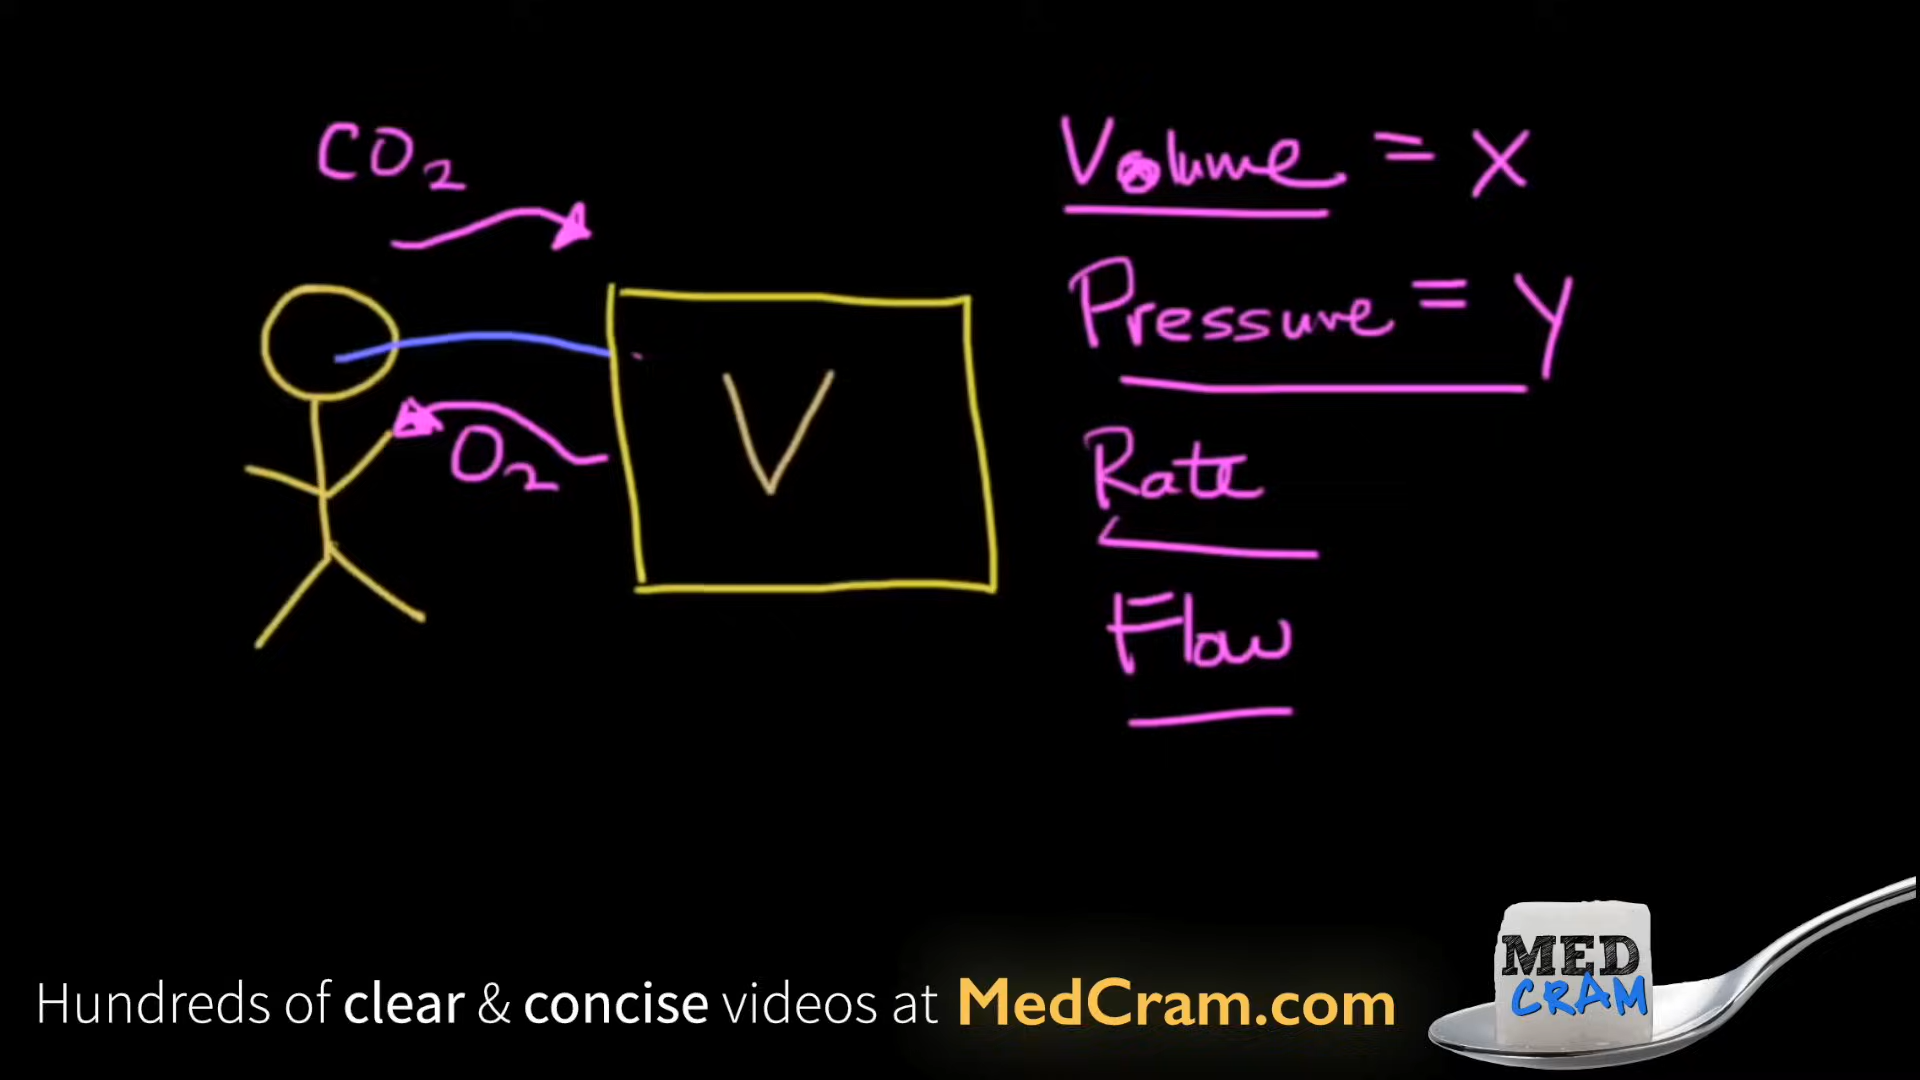 CO2
O2
V
Volume = X
Pressure = Y
Rate
Flow
Hundreds of clear & concise videos at MedCram.com
MED
CRAM